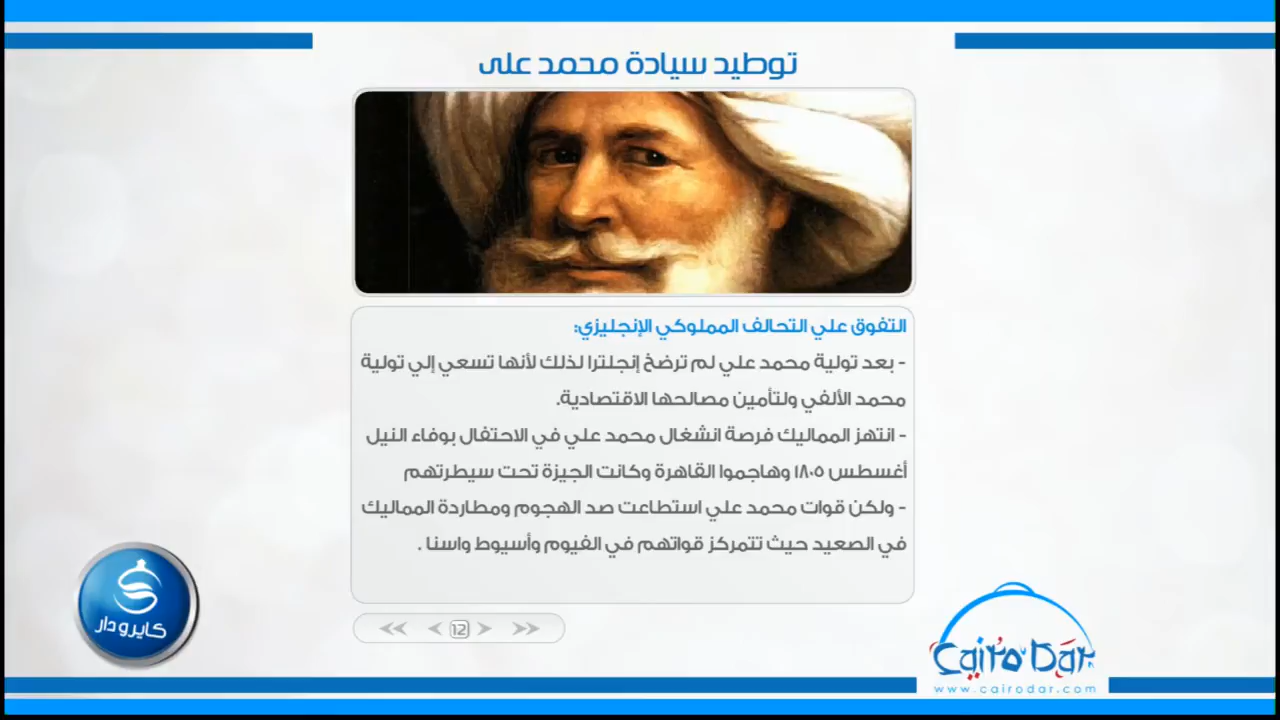 توطيد سيادة محمد على
التفوق علي التحالف المملوكي الإنجليزي:
- بعد تولية محمد علي لم ترضخ إنجلترا لذلك لأنها تسعي إلي تولية
محمد الألفي ولتأمين مصالحها الاقتصادية.
- انتهز المماليك فرصة انشغال محمد علي في الاحتفال بوفاء النيل
أغسطس ١٨٠٥ وهاجموا القاهرة وكانت الجيزة تحت سيطرتهم
- ولكن قوات محمد علي استطاعت صد الهجوم ومطاردة المماليك
في الصعيد حيث تتمركز قواتهم في الفيوم وأسيوط واسنا .
12
كايرو دار
Cairo Dar
www.cairodar.com